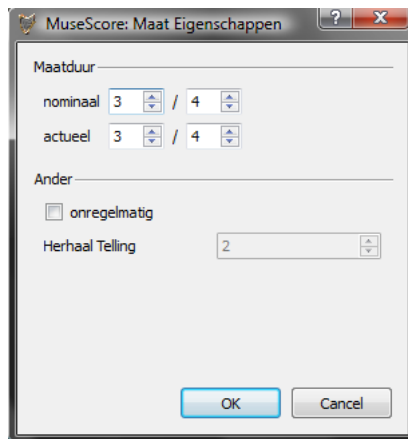 MuseScore: Maat Eigenschappen ? X
Maatduur
nominaal 3 / 4
actueel 3 / 4
Ander
onregelmatig
Herhaal Telling 2
OK Cancel